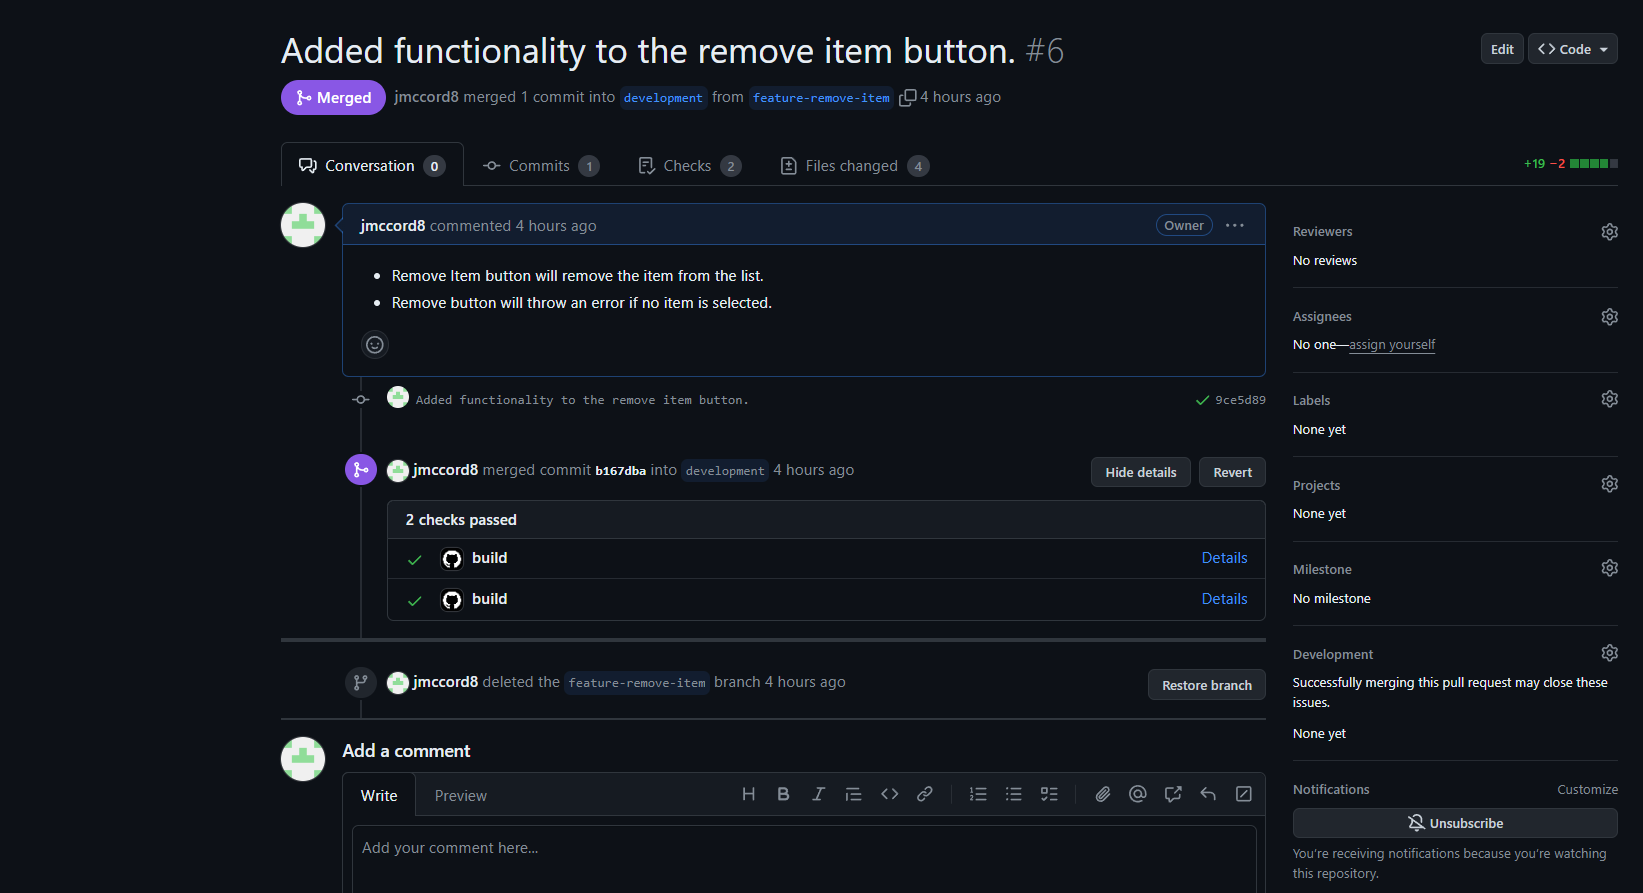 Added functionality to the remove item button. #6
Edit
Code
Merged
jmccord8 merged 1 commit into development from feature-remove-item 4 hours ago
Conversation 0
Commits 1
Checks 2
Files changed 4
+19 −2
jmccord8 commented 4 hours ago
Owner
Remove Item button will remove the item from the list.
Remove button will throw an error if no item is selected.
Added functionality to the remove item button.
9ce5d89
jmccord8 merged commit b167dba into development 4 hours ago
Hide details
Revert
2 checks passed
build
Details
build
Details
jmccord8 deleted the feature-remove-item branch 4 hours ago
Restore branch
Add a comment
Write
Preview
Add your comment here...
Reviewers
No reviews
Assignees
No one—assign yourself
Labels
None yet
Projects
None yet
Milestone
No milestone
Development
Successfully merging this pull request may close these
issues.
None yet
Notifications
Customize
Unsubscribe
You're receiving notifications because you're watching
this repository.